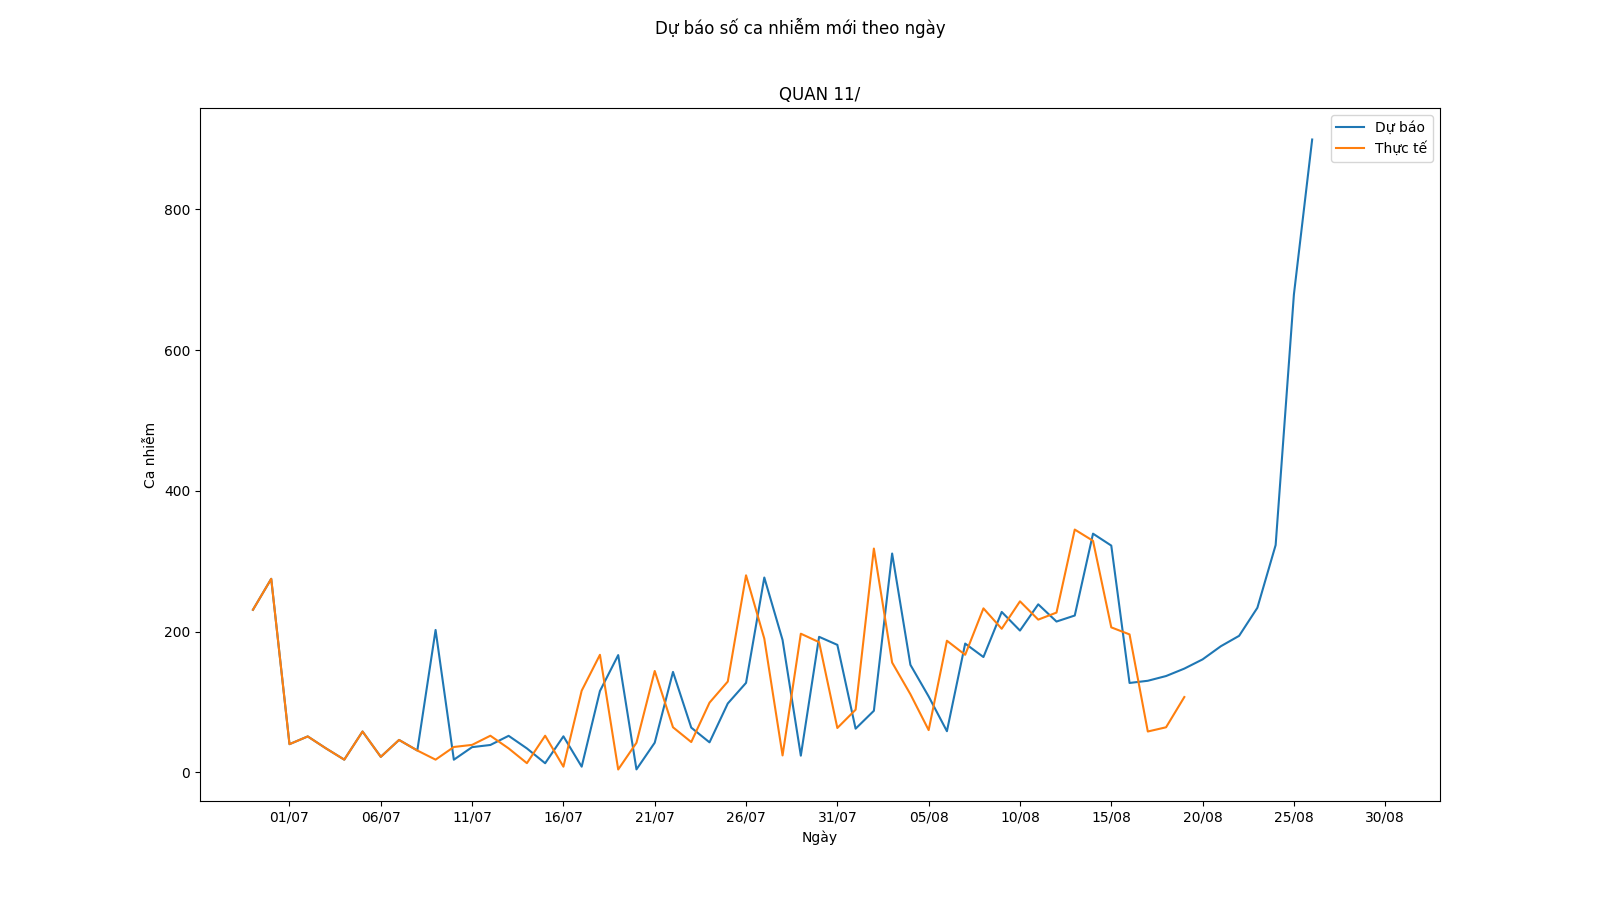 Dự báo số ca nhiễm mới theo ngày
QUAN 11/
Dự báo
Thực tế
Ca nhiễm
800
600
400
200
0
01/07 06/07 11/07 16/07 21/07 26/07 31/07 05/08 10/08 15/08 20/08 25/08 30/08
Ngày